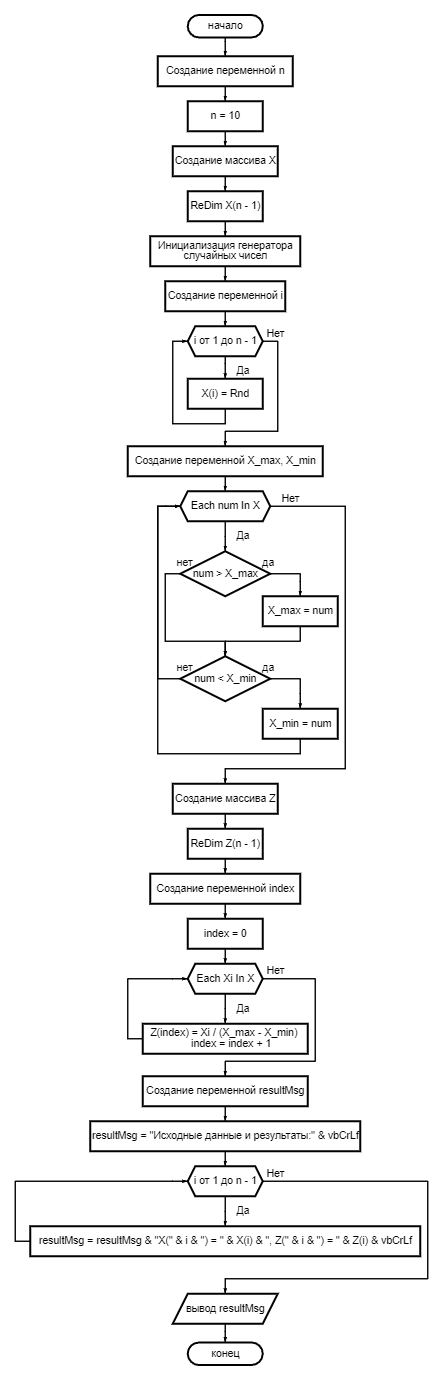 начало
Создание переменной n
n = 10
Создание массива X
ReDim X(n - 1)
Инициализация генератора
случайных чисел
Создание переменной i
i от 1 до n - 1
Нет
Да
X(i) = Rnd
Создание переменной X_max, X_min
Each num In X
Нет
Да
нет
num > X_max
да
X_max = num
нет
num < X_min
да
X_min = num
Создание массива Z
ReDim Z(n - 1)
Создание переменной index
index = 0
Each Xi In X
Нет
Да
Z(index) = Xi / (X_max - X_min)
index = index + 1
Создание переменной resultMsg
resultMsg = "Исходные данные и результаты:" & vbCrLf
i от 1 до n - 1
Нет
Да
resultMsg = resultMsg & "X(" & i & ") = " & X(i) & ", Z(" & i & ") = " & Z(i) & vbCrLf
вывод resultMsg
конец